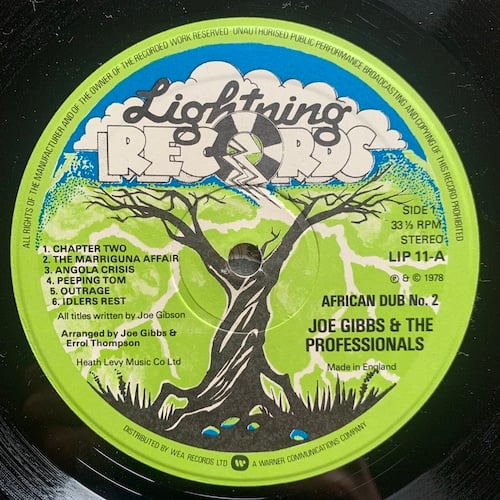 ALL RIGHTS OF THE MANUFACTURER AND OF THE OWNER OF THE RECORDED WORK RESERVED. UNAUTHORISED PUBLIC PERFORMANCE BROADCASTING AND COPYING OF THIS RECORD PROHIBITED
Lightning
RECORDS
SIDE 1
33⅓ RPM
STEREO
LIP 11-A
℗ & © 1978
1. CHAPTER TWO
2. THE MARRIGUNA AFFAIR
3. ANGOLA CRISIS
4. PEEPING TOM
5. OUTRAGE
6. IDLERS REST
All titles written by Joe Gibson
Arranged by Joe Gibbs &
Errol Thompson
Heath Levy Music Co Ltd
AFRICAN DUB No. 2
JOE GIBBS & THE
PROFESSIONALS
Made in England
DISTRIBUTED BY WEA RECORDS LTD A WARNER COMMUNICATIONS COMPANY